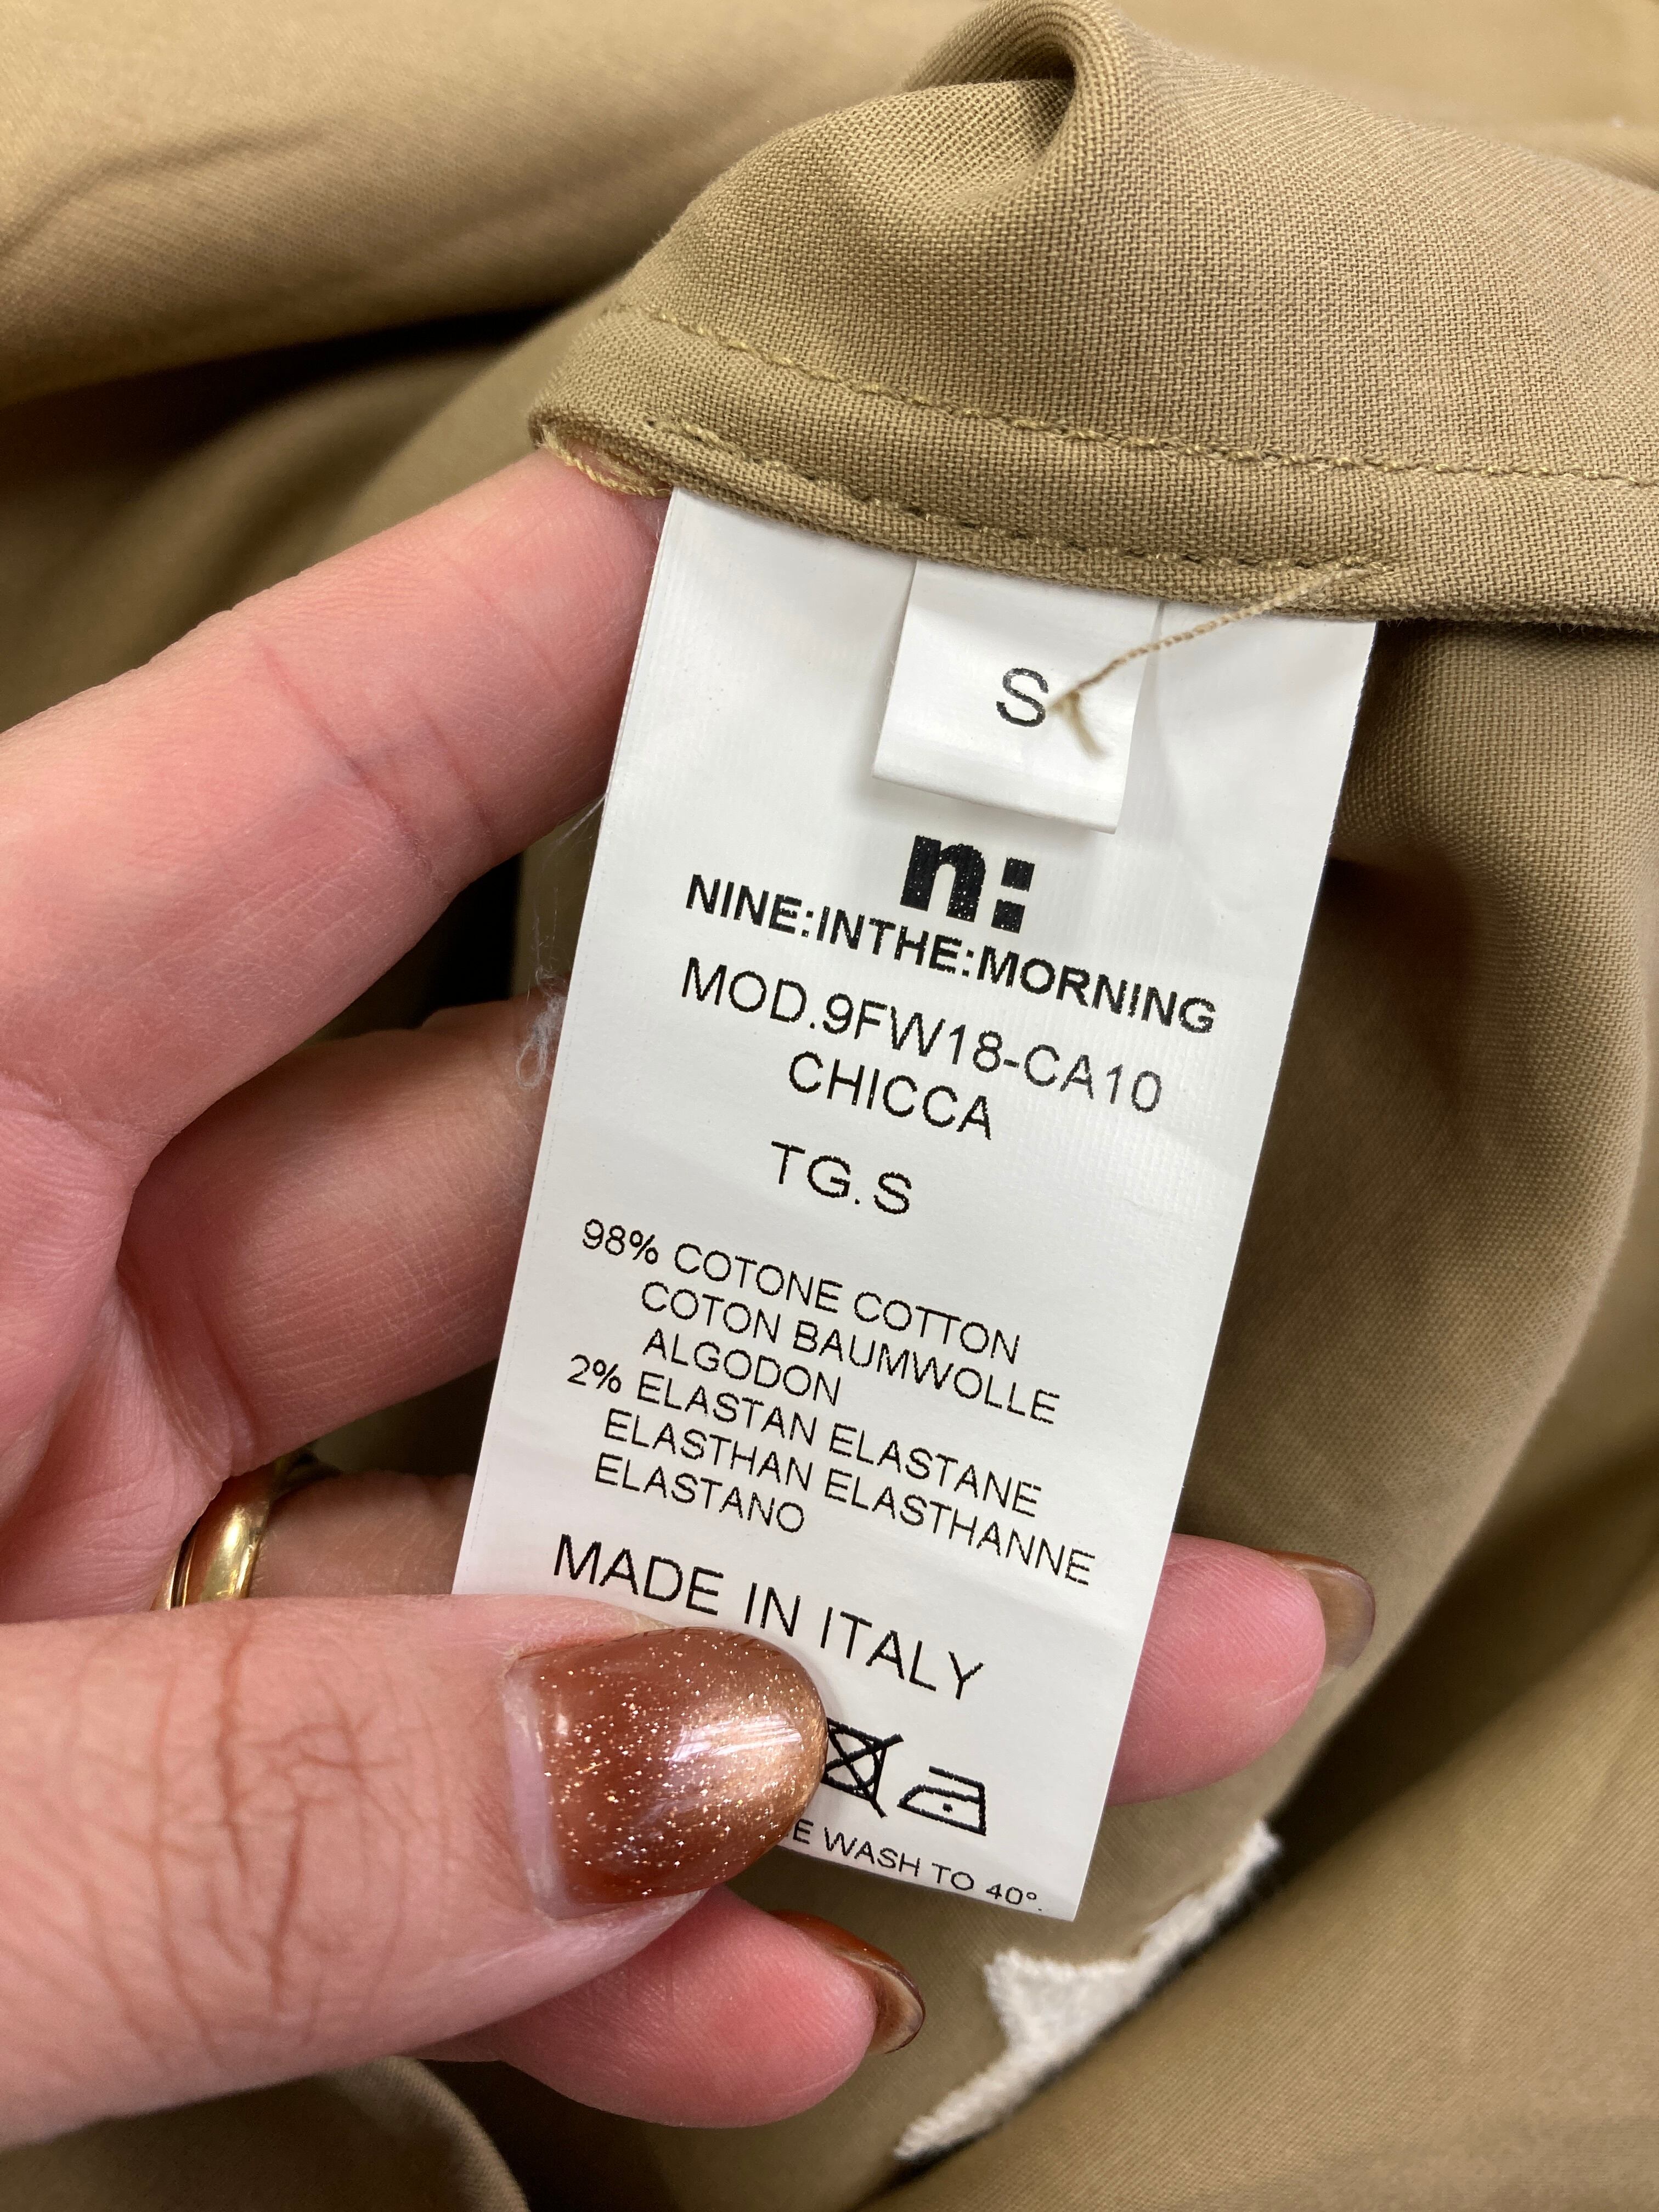 S
n:
NINE:INTHE:MORNING
MOD.9FW18-CA10
CHICCA
TG.S
98% COTONE COTTON
COTON BAUMWOLLE
ALGODON
2% ELASTAN ELASTANE
ELASTHAN ELASTHANNE
ELASTANO
MADE IN ITALY
E WASH TO 40°.